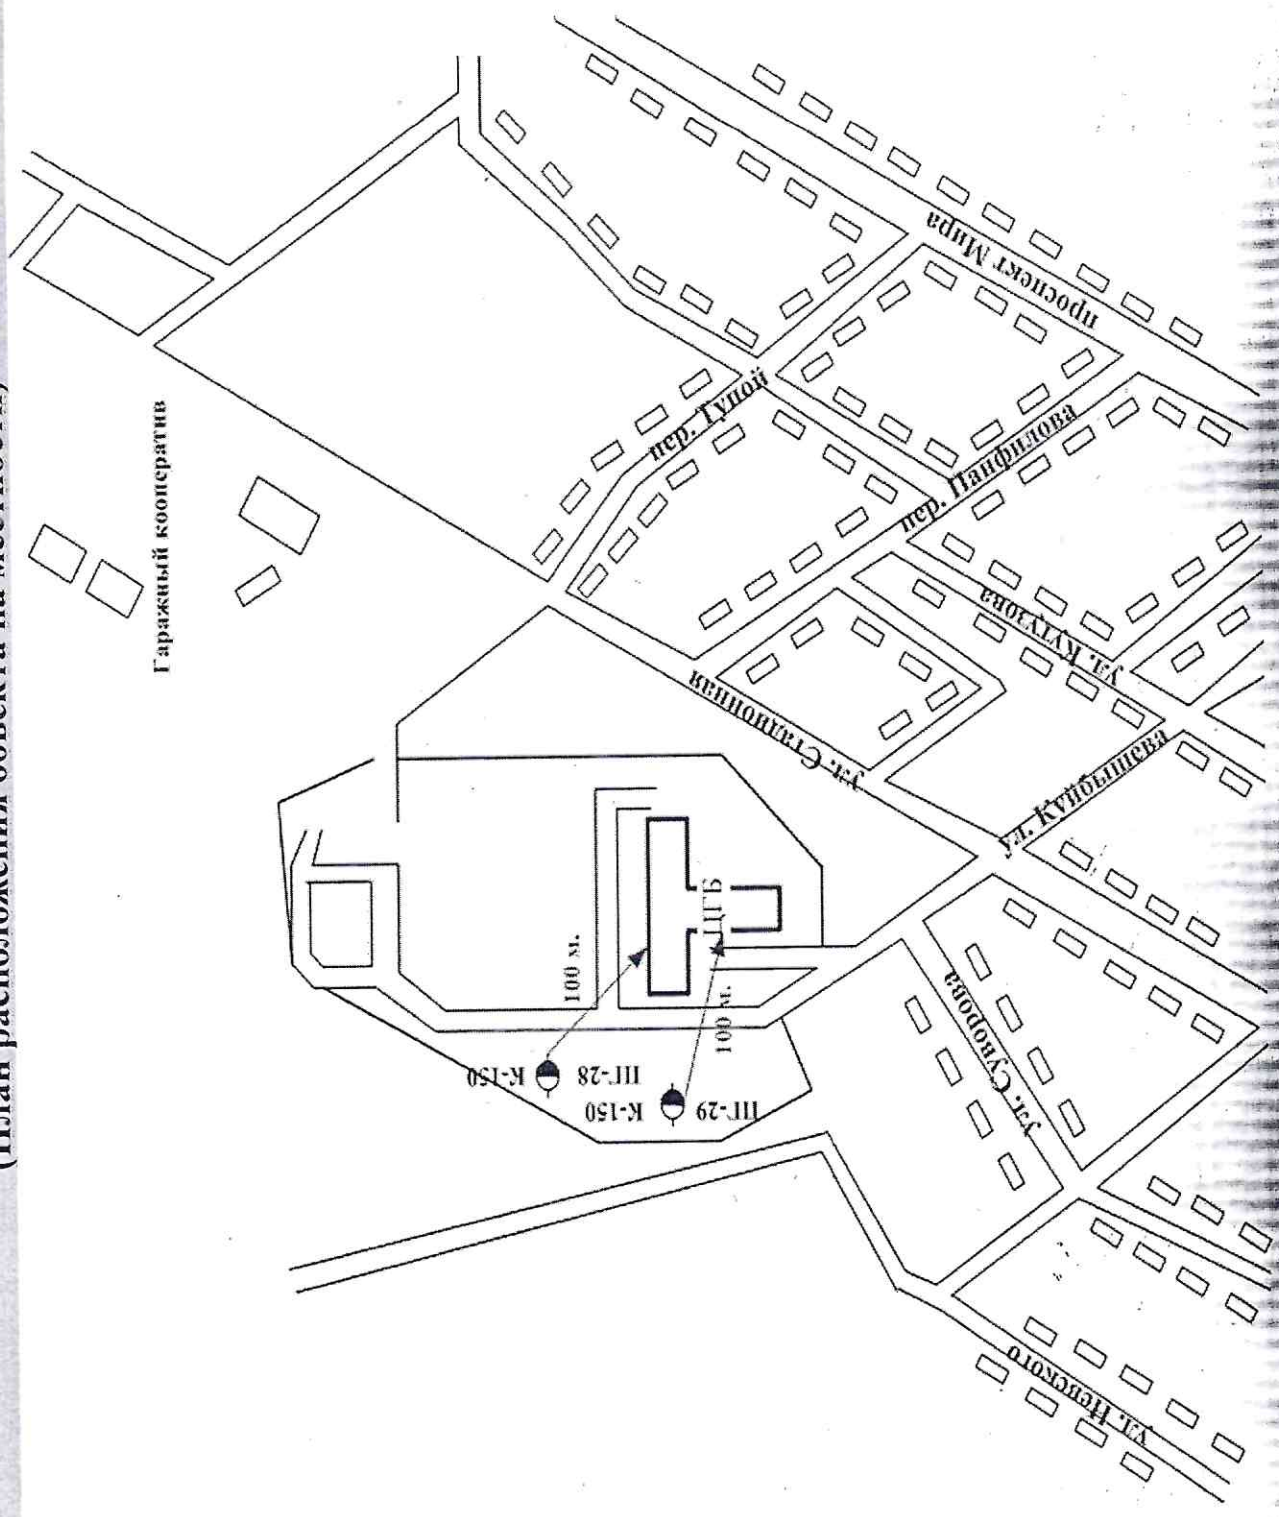 (План расположения объекта на местности)
Гаражный кооператив
проспект Мира
пер. Тупой
пер. Панфилова
ул. Кутузова
ул. Стадионная
ул. Куйбышева
ЦГБ
100 м.
100 м.
К-150
ПГ-28
К-150
ПГ-29
ул. Суворова
ул. Невского